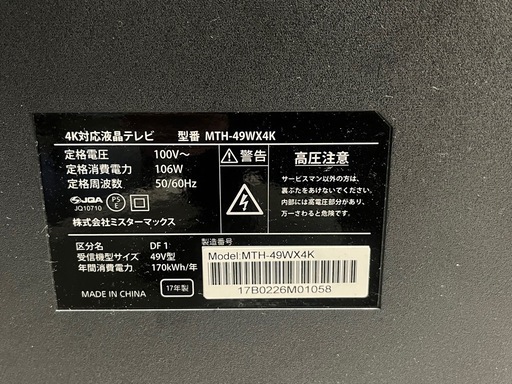 4K対応液晶テレビ 型番 MTH-49WX4K
定格電圧 100V～
定格消費電力 106W
定格周波数 50/60Hz
JQA
JQ10710
PS
E
株式会社ミスターマックス
警告
高圧注意
サービスマン以外の方は、
裏ぶたをあけないでください。
内部には高電圧部分があり、
万一さわると危険です。
区分名 DF1
受信機型サイズ 49V型
年間消費電力 170kWh/年
MADE IN CHINA
17年製
製造番号
Model:MTH-49WX4K
17B0226M01058